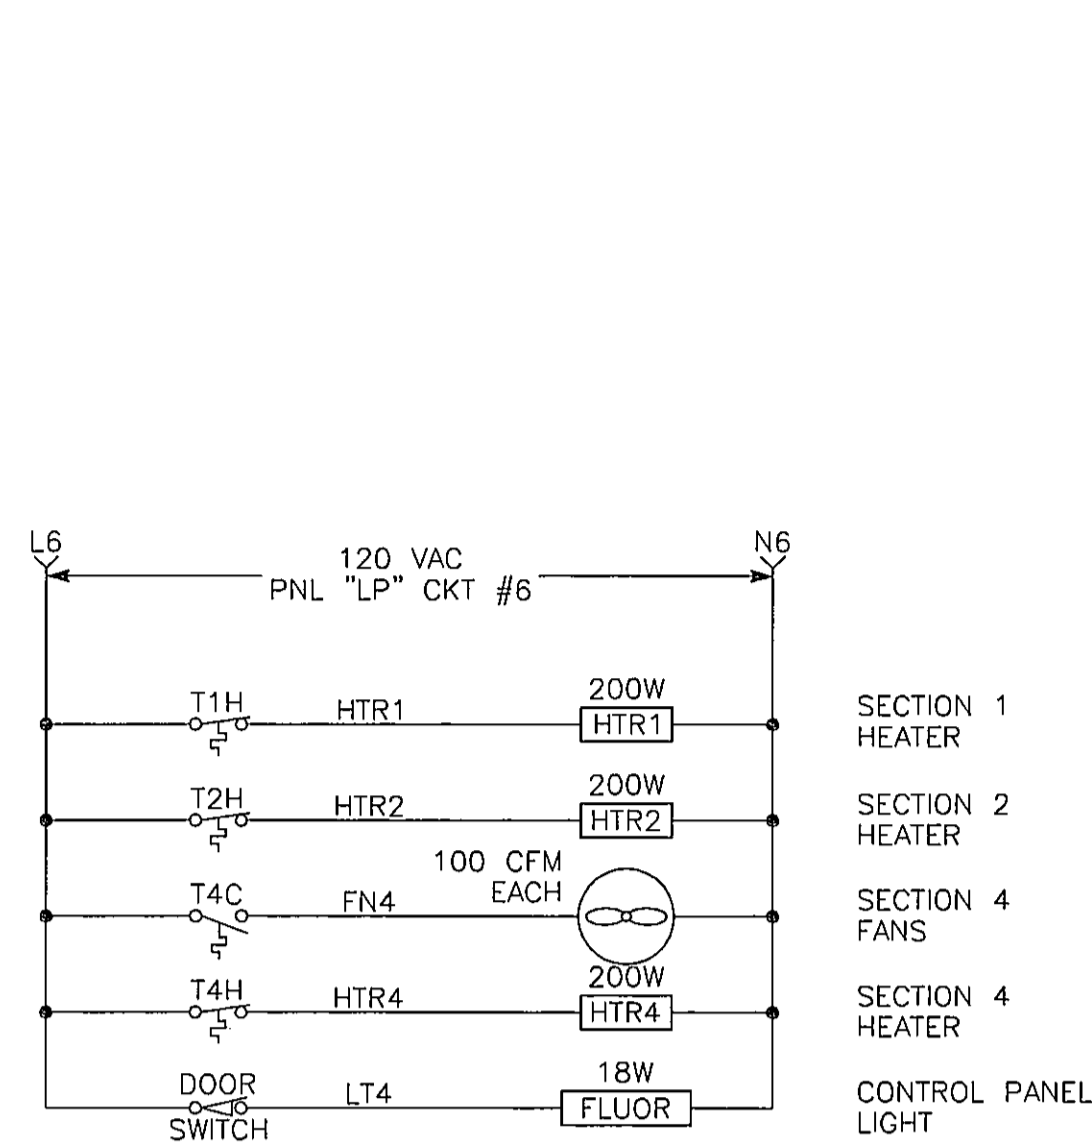 L6
N6
120 VAC
PNL "LP" CKT #6
T1H
HTR1
200W
HTR1
SECTION 1
HEATER
T2H
HTR2
200W
HTR2
SECTION 2
HEATER
T4C
FN4
100 CFM
EACH
SECTION 4
FANS
T4H
HTR4
200W
HTR4
SECTION 4
HEATER
DOOR
SWITCH
LT4
18W
FLUOR
CONTROL PANEL
LIGHT